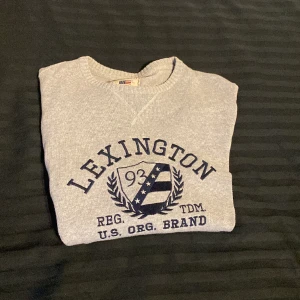 LEXINGTON
93
REG. TDM.
U.S. ORG. BRAND